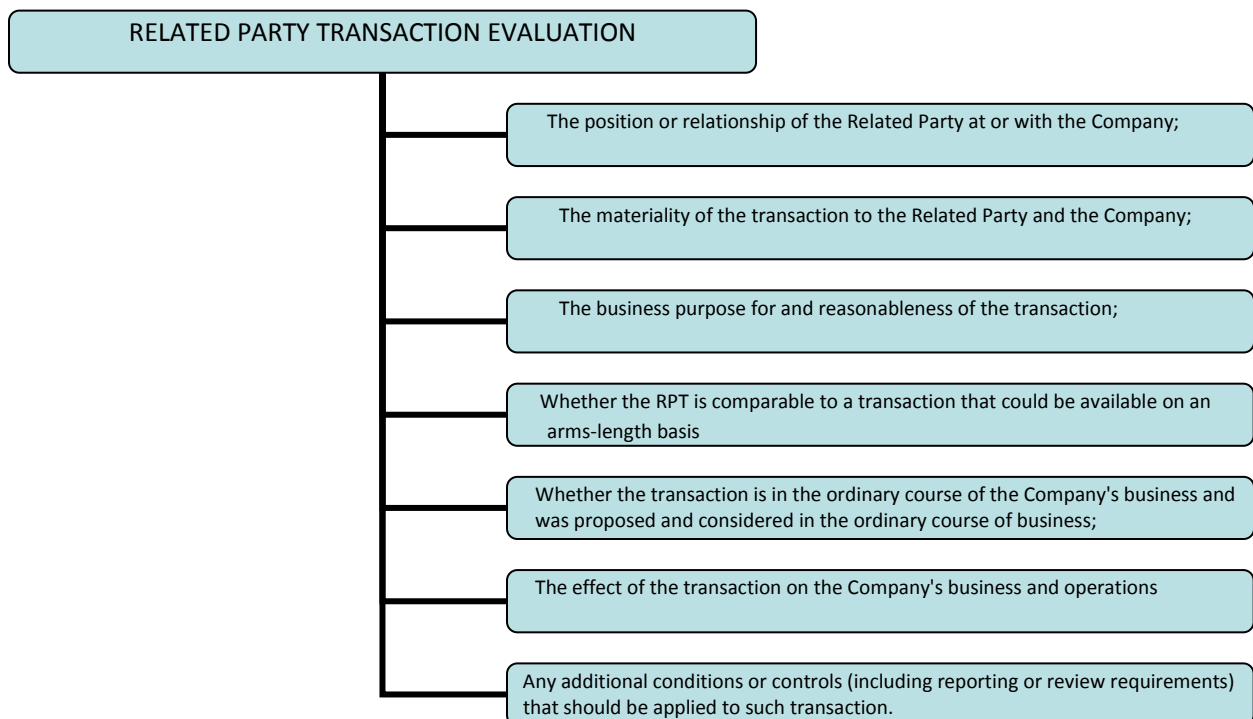 RELATED PARTY TRANSACTION EVALUATION
The position or relationship of the Related Party at or with the Company;
The materiality of the transaction to the Related Party and the Company;
The business purpose for and reasonableness of the transaction;
Whether the RPT is comparable to a transaction that could be available on an
arms-length basis
Whether the transaction is in the ordinary course of the Company's business and
was proposed and considered in the ordinary course of business;
The effect of the transaction on the Company's business and operations
Any additional conditions or controls (including reporting or review requirements)
that should be applied to such transaction.